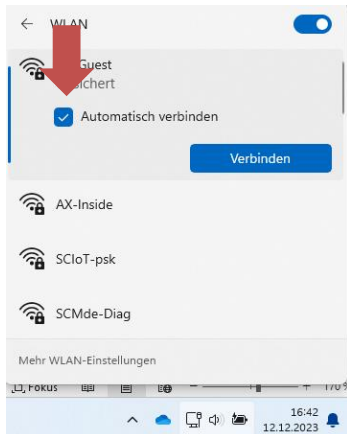 WLAN
Guest
Automatisch verbinden
Verbinden
AX-Inside
SCIoT-psk
SCMde-Diag
Mehr WLAN-Einstellungen
Fokus
16:42
12.12.2023